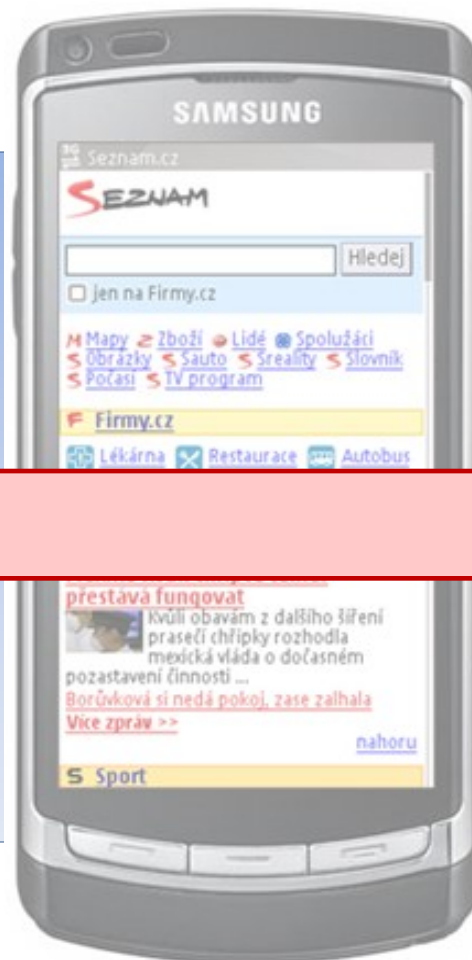 SAMSUNG
3G Seznam.cz
SEZNAM
Hledej
jen na Firmy.cz
Mapy Zboží Lidé Spolužáci
Obrázky Sauto Sreality Slovník
Počasí TV program
Firmy.cz
Lékárna Restaurace Autobus
přestává fungovat
Kvůli obavám z dalšího šíření
prasečí chřipky rozhodla
mexická vláda o dočasném
pozastavení činnosti ...
Borůvková si nedá pokoj, zase zalhala
Více zpráv >>
nahoru
Sport